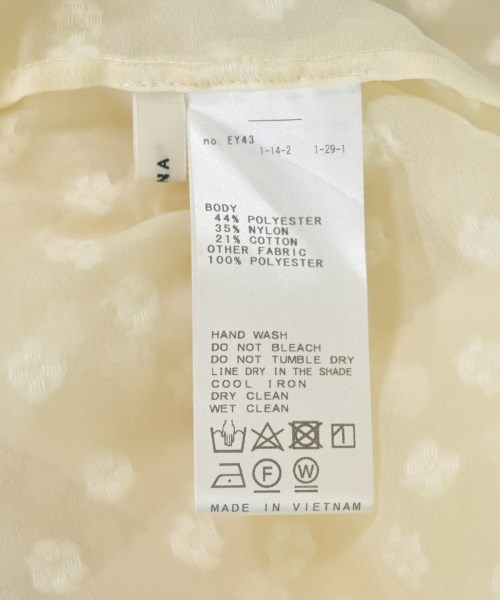 no. EY43
1-14-2 1-29-1
NA
BODY
44% POLYESTER
35% NYLON
21% COTTON
OTHER FABRIC
100% POLYESTER
HAND WASH
DO NOT BLEACH
DO NOT TUMBLE DRY
LINE DRY IN THE SHADE
COOL IRON
DRY CLEAN
WET CLEAN
F W
MADE IN VIETNAM